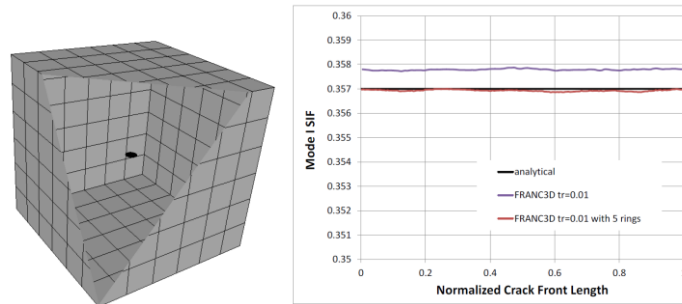 0.36
0.359
0.358
0.357
0.356
0.355
0.354
0.353
0.352
0.351
0.35
Mode I SIF
analytical
FRANC3D tr=0.01
FRANC3D tr=0.01 with 5 rings
0 0.2 0.4 0.6 0.8 1
Normalized Crack Front Length